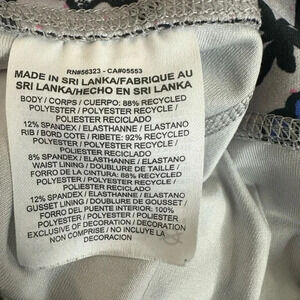 RN#56323 - CA#05553
MADE IN SRI LANKA/FABRIQUE AU
SRI LANKA/HECHO EN SRI LANKA
BODY / CORPS / CUERPO: 88% RECYCLED
POLYESTER / POLYESTER RECYCLE /
POLIESTER RECICLADO
12% SPANDEX / ELASTHANNE / ELASTANO
RIB / BORD COTE / RIBETE: 92% RECYCLED
POLYESTER / POLYESTER RECYCLE /
POLIESTER RECICLADO
8% SPANDEX / ELASTHANNE / ELASTANO
WAIST LINING / DOUBLURE DE TAILLE /
FORRO DE LA CINTURA: 88% RECYCLED
POLYESTER / POLYESTER RECYCLE /
POLIESTER RECICLADO
12% SPANDEX / ELASTHANNE / ELASTANO
GUSSET LINING / DOUBLURE DE GOUSSET /
FORRO DEL PUENTE INTERIOR: 100%
POLYESTER / POLYESTER / POLIESTER
EXCLUSIVE OF DECORATION / DECORATION
NON COMPRISE / NO INCLUYE LA
DECORACION